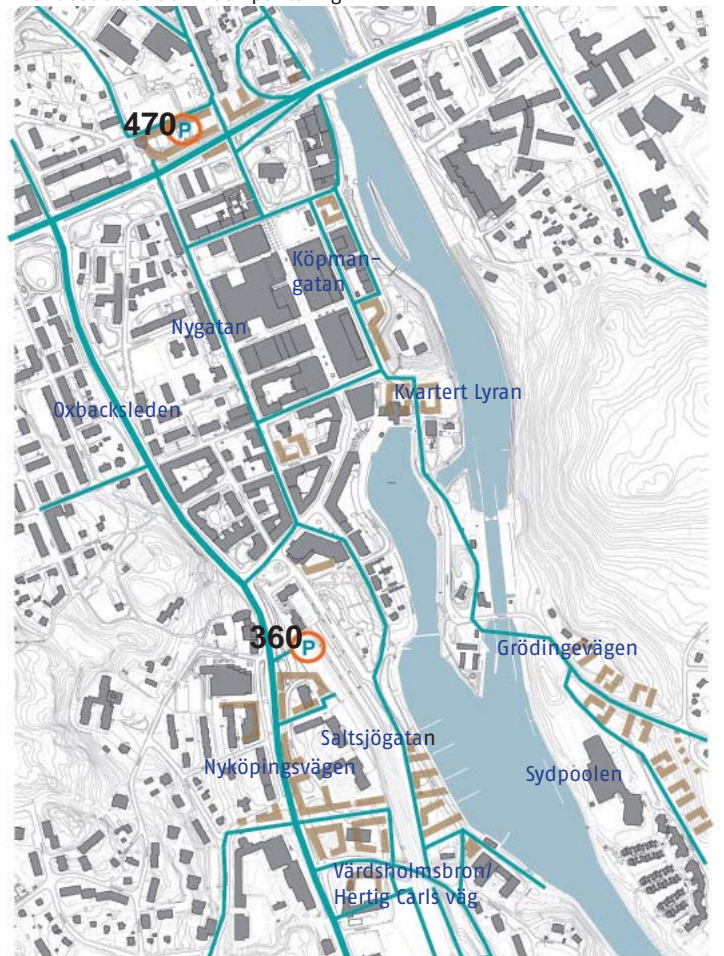 470 P
Köpman-
gatan
Nygatan
Oxbacksleden
Kvartert Lyran
360 P
Grödingevägen
Saltsjögatan
Nyköpingsvägen
Sydpoolen
Värdsholmsbron/
Hertig Carls väg